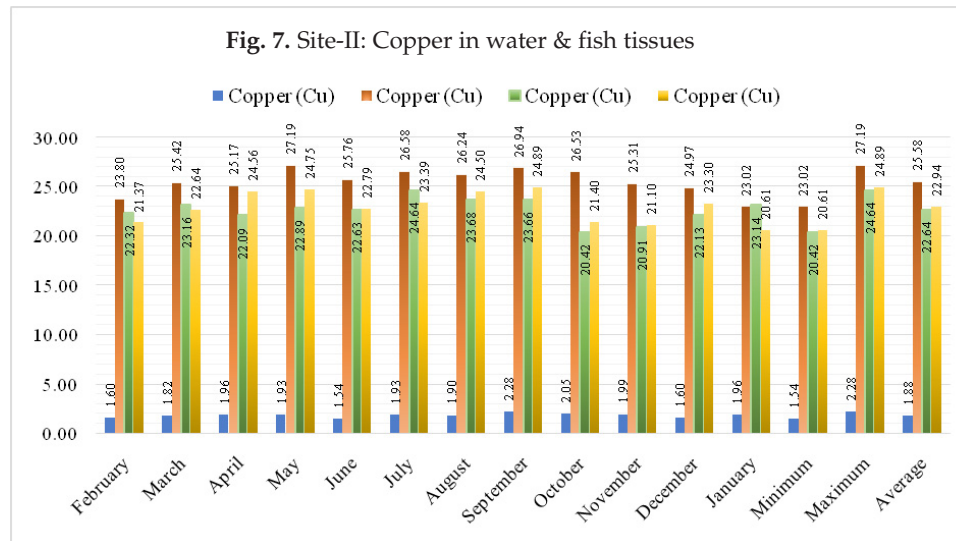 Fig. 7. Site-II: Copper in water & fish tissues
Copper (Cu) Copper (Cu) Copper (Cu) Copper (Cu)
30.00
25.00
20.00
15.00
10.00
5.00
0.00
1.60 23.80 22.32 21.37
1.82 25.42 23.16 22.64
1.96 25.17 22.09 24.56
1.93 27.19 22.89 24.75
1.54 25.76 22.63 22.79
1.93 26.58 24.64 23.39
1.90 26.24 23.68 24.50
2.28 26.94 23.66 24.89
2.05 26.53 20.42 21.40
1.99 25.31 20.91 21.10
1.60 24.97 22.13 23.30
1.96 23.02 23.14 20.61
1.54 23.02 20.42 20.61
2.28 27.19 24.64 24.89
1.88 25.58 22.64 22.94
February
March
April
May
June
July
August
September
October
November
December
January
Minimum
Maximum
Average